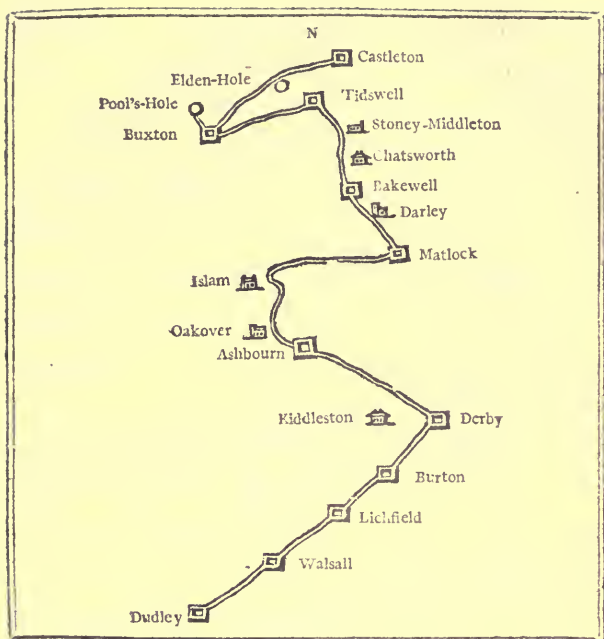 N
Castleton
Elden-Hole
Tidswell
Pool's-Hole
Buxton
Stoney-Middleton
Chatsworth
Bakewell
Darley
Matlock
Islam
Oakover
Ashbourn
Kiddleston
Derby
Burton
Lichfield
Walsall
Dudley